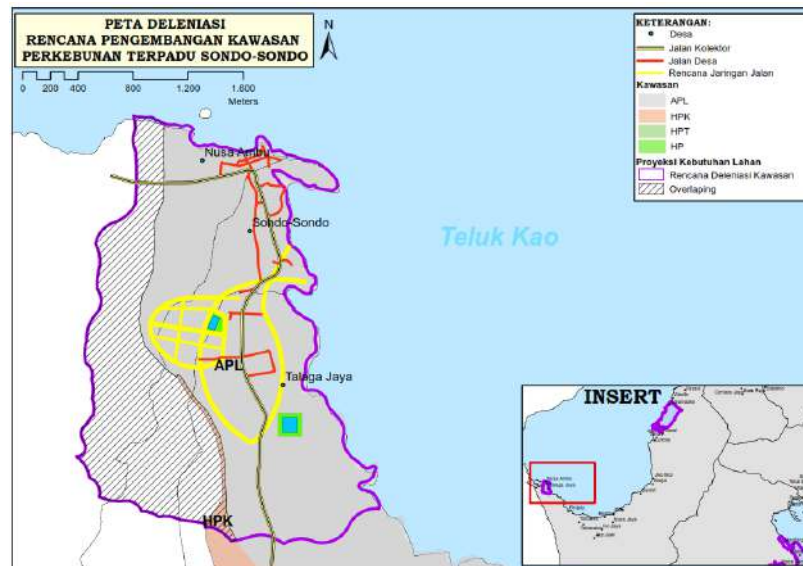 PETA DELENIASI
RENCANA PENGEMBANGAN KAWASAN
PERKEBUNAN TERPADU SONDO-SONDO
N
0 200 400 800 1.200 1.600
Meters
KETERANGAN:
Desa
Jalan Kolektor
Jalan Desa
Rencana Jaringan Jalan
Kawasan
APL
HPK
HPT
HP
Proyeksi Kebutuhan Lahan
Rencana Deleniasi Kawasan
Overlaping
Nusa Ambu
Sondo-Sondo
Teluk Kao
APL
Talaga Jaya
HPK
INSERT